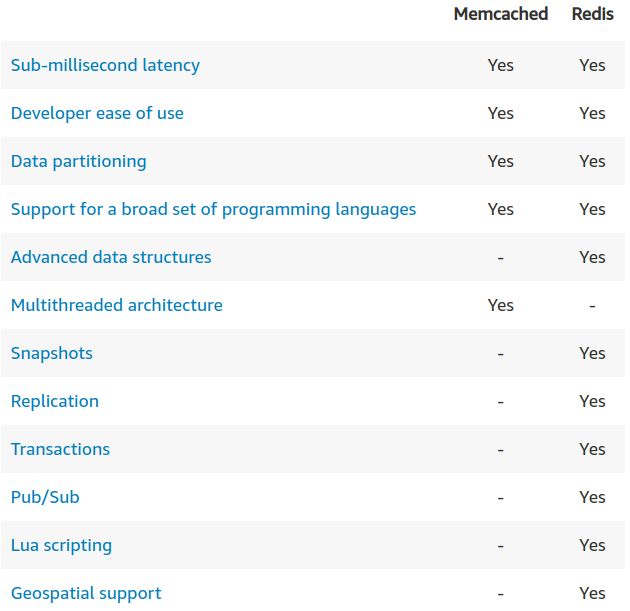 Memcached Redis
Sub-millisecond latency Yes Yes
Developer ease of use Yes Yes
Data partitioning Yes Yes
Support for a broad set of programming languages Yes Yes
Advanced data structures - Yes
Multithreaded architecture Yes -
Snapshots - Yes
Replication - Yes
Transactions - Yes
Pub/Sub - Yes
Lua scripting - Yes
Geospatial support - Yes